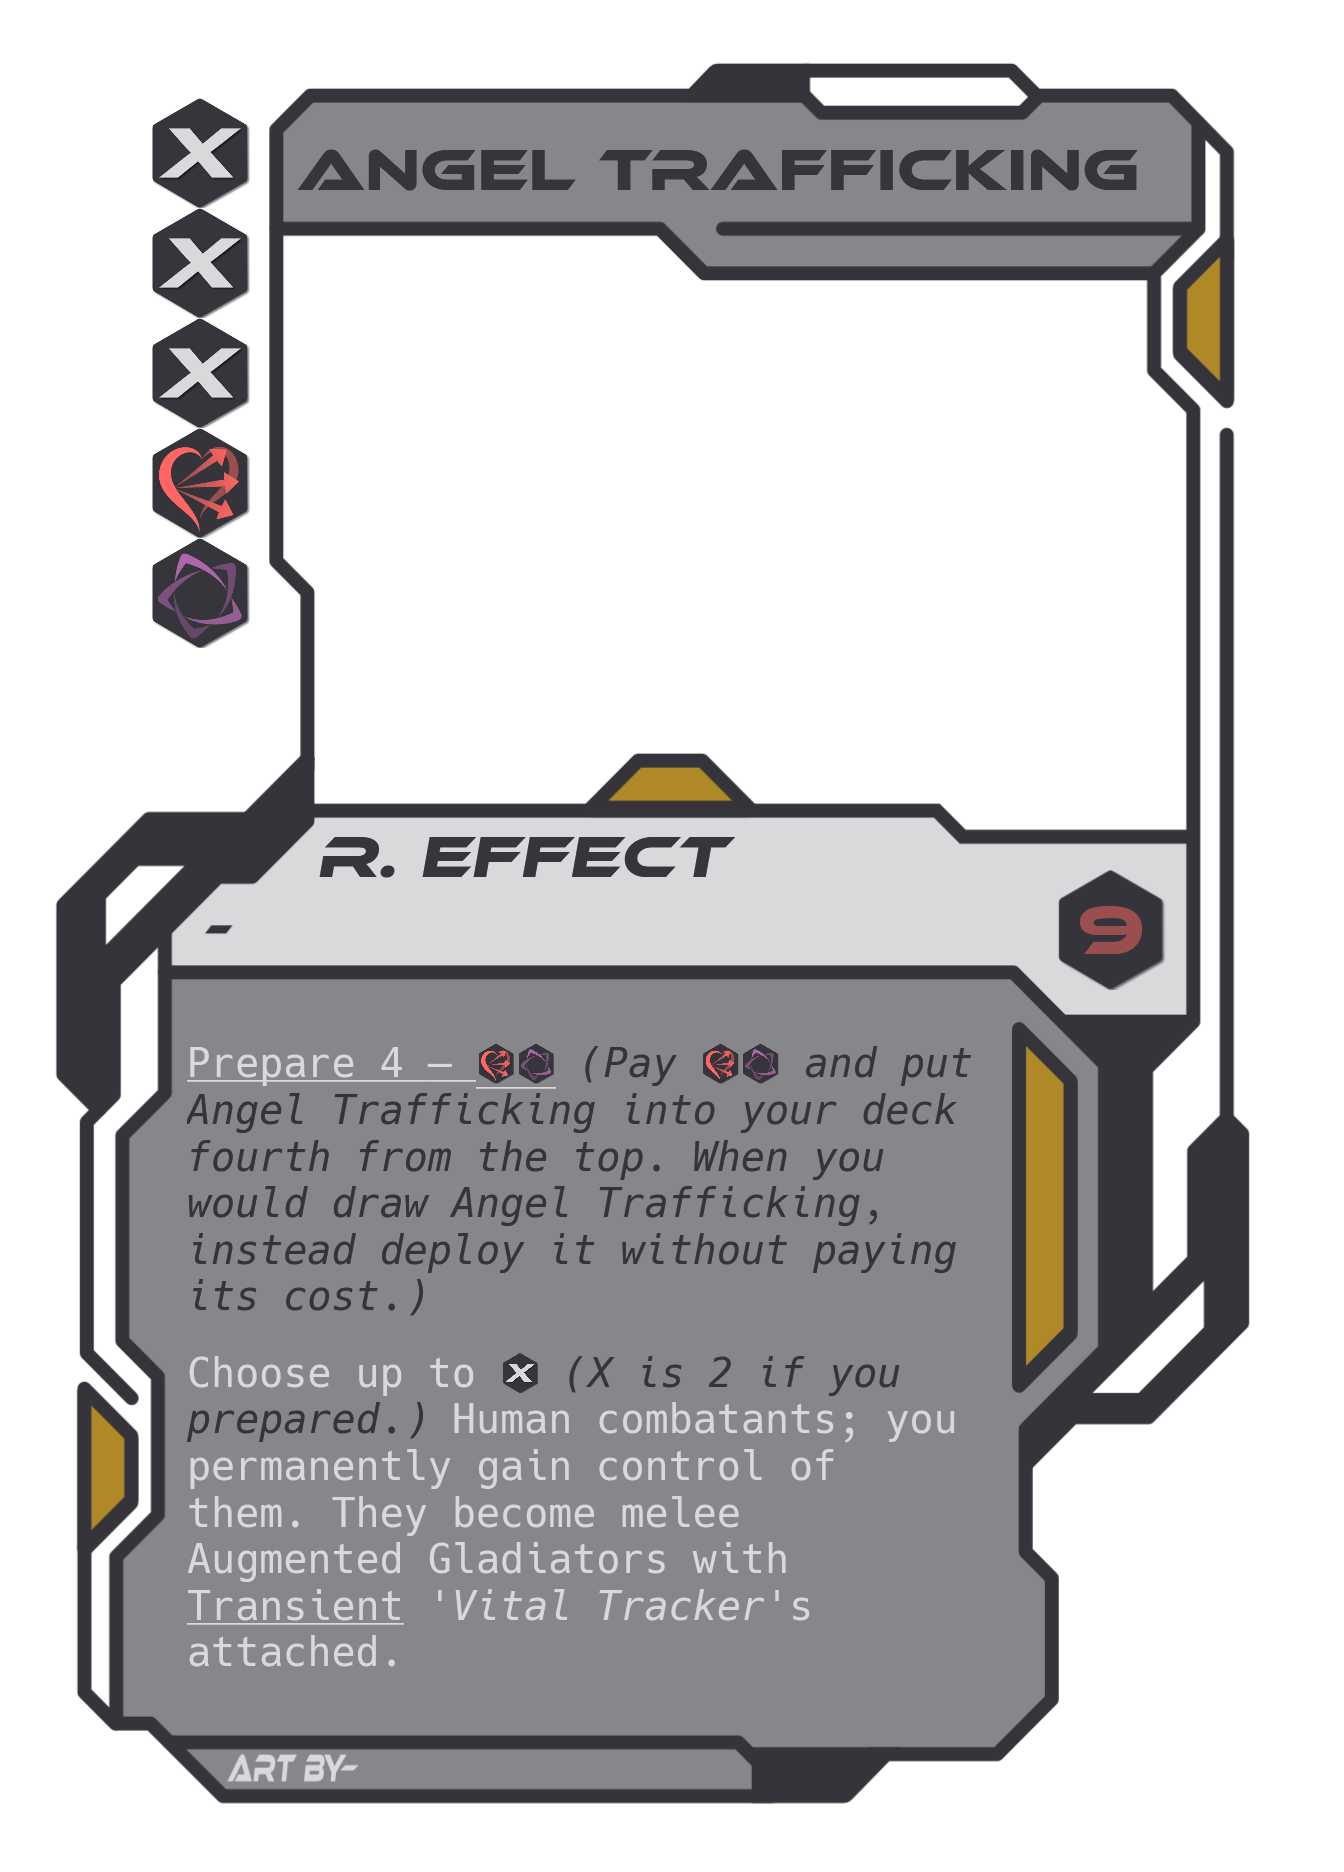 ANGEL TRAFFICKING
X
X
X
R. EFFECT
-
9
Prepare 4 – (Pay and put
Angel Trafficking into your deck
fourth from the top. When you
would draw Angel Trafficking,
instead deploy it without paying
its cost.)
Choose up to X (X is 2 if you
prepared.) Human combatants; you
permanently gain control of
them. They become melee
Augmented Gladiators with
Transient 'Vital Tracker's
attached.
ART BY-